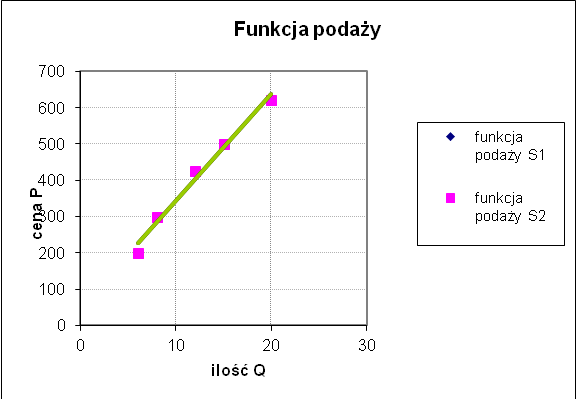 Funkcja podaży
700
600
500
400
300
200
100
0
cena P
0 10 20 30
ilość Q
funkcja
podaży S1
funkcja
podaży S2